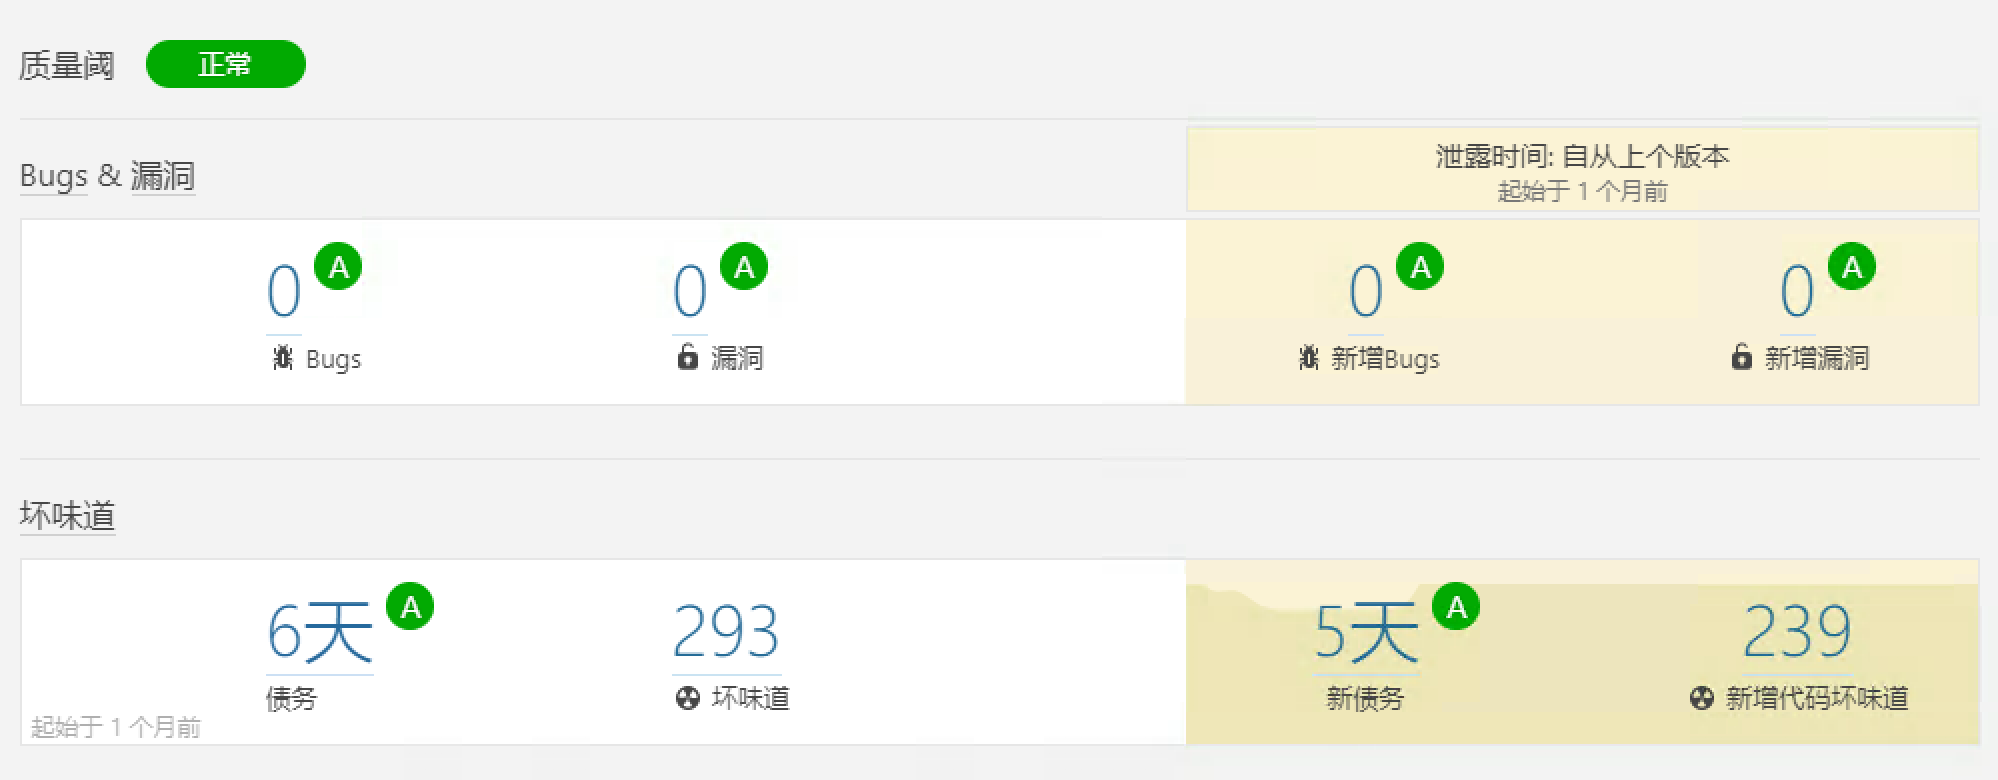 质量阈 正常
泄露时间: 自从上个版本
Bugs & 漏洞
起始于 1 个月前
0 A 0 A 0 A 0 A
Bugs 漏洞 新增Bugs 新增漏洞
坏味道
6天 A 293 5天 A 239
债务 坏味道 新债务 新增代码坏味道
起始于 1 个月前